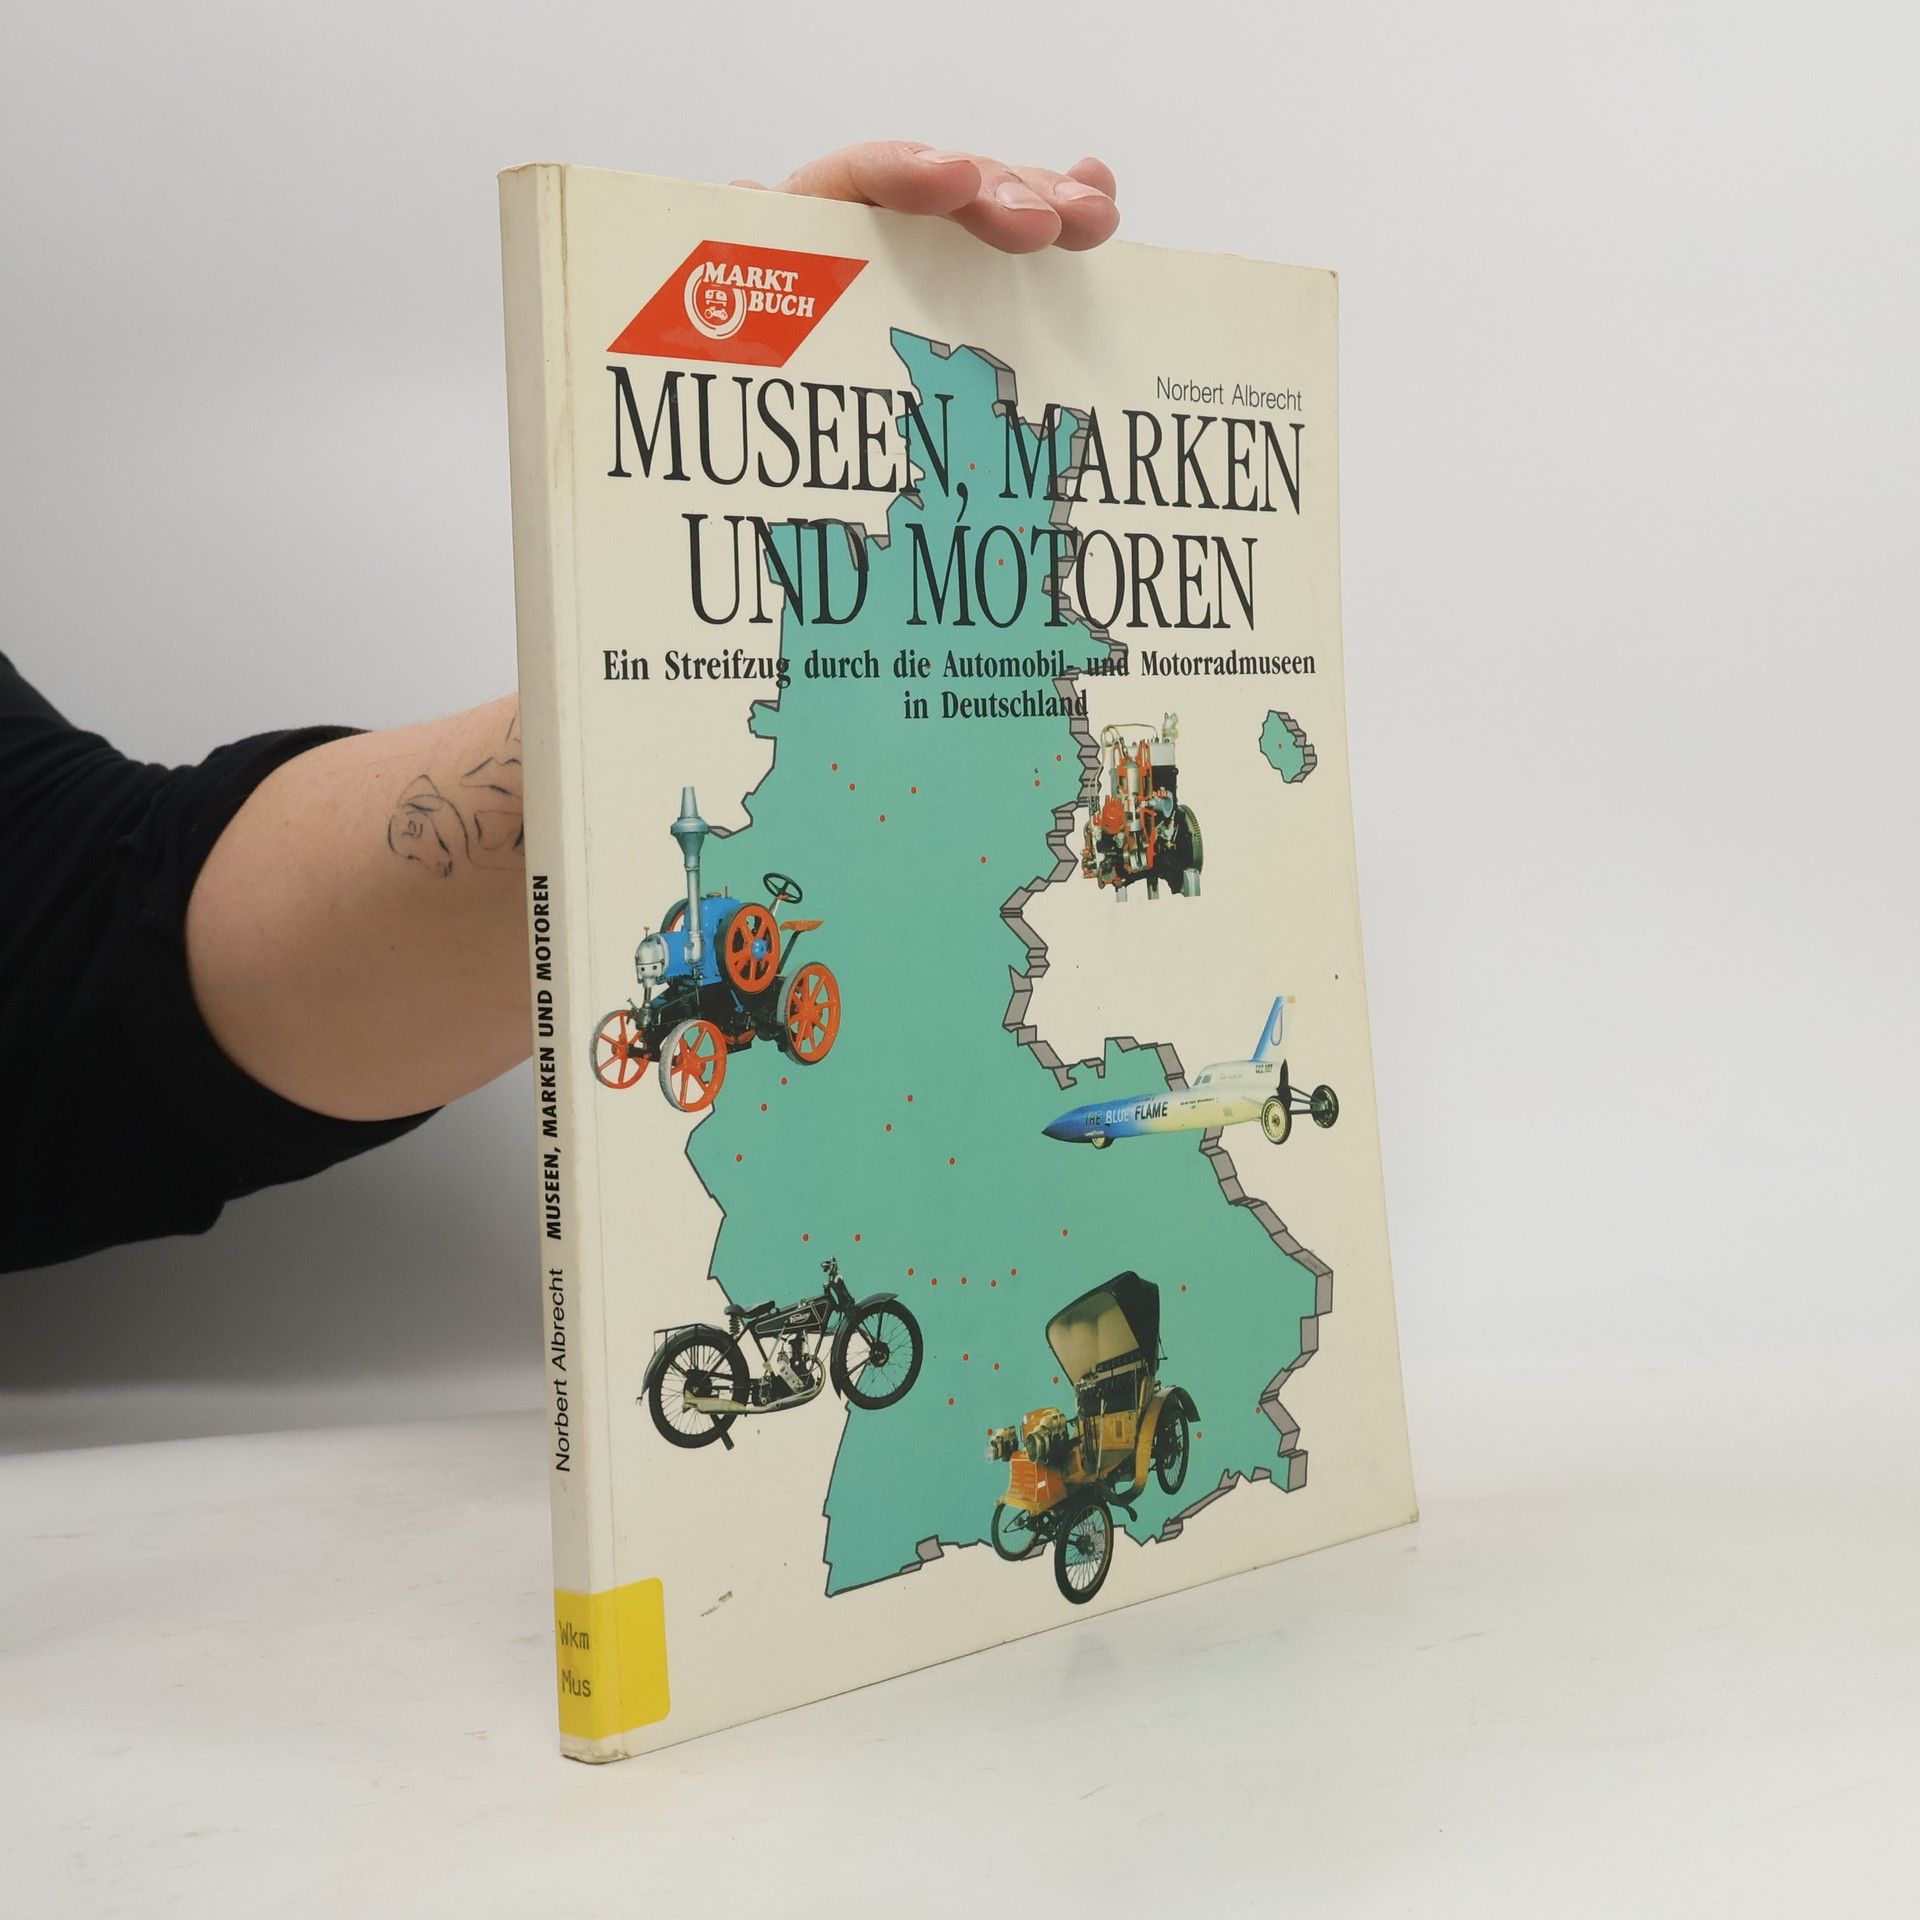 MARKT
BUCH
Norbert Albrecht
MUSEEN, MARKEN
UND MOTOREN
Ein Streifzug durch die Automobil- und Motorradmuseen
in Deutschland
THE BLUE FLAME
Norbert Albrecht MUSEEN, MARKEN UND MOTOREN
Wkm
Mus